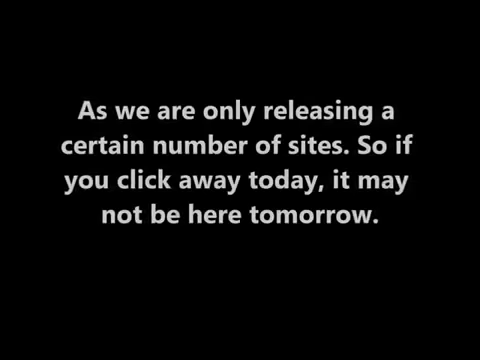 As we are only releasing a
certain number of sites. So if
you click away today, it may
not be here tomorrow.